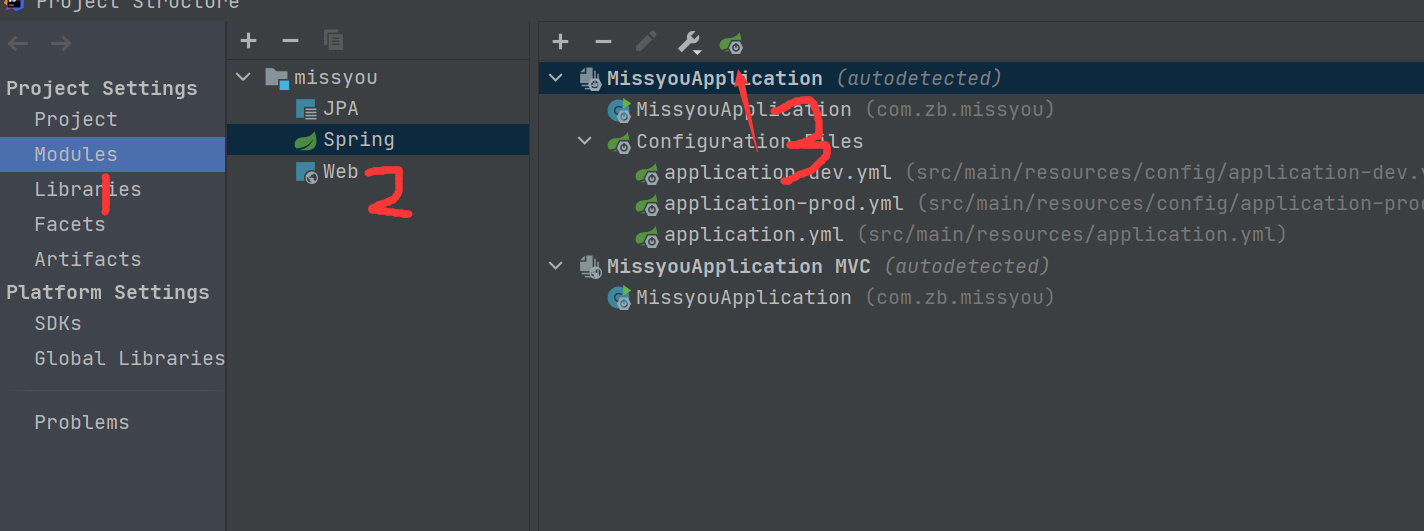 Project Structure
Project Settings
Project
Modules
Libraries
Facets
Artifacts
Platform Settings
SDKs
Global Libraries
Problems
1
missyou
JPA
Spring
Web
2
MissyouApplication (autodetected)
MissyouApplication (com.zb.missyou)
Configuration Files
application-dev.yml (src/main/resources/config/application-dev.
application-prod.yml (src/main/resources/config/application-prod
application.yml (src/main/resources/application.yml)
MissyouApplication MVC (autodetected)
MissyouApplication (com.zb.missyou)
3